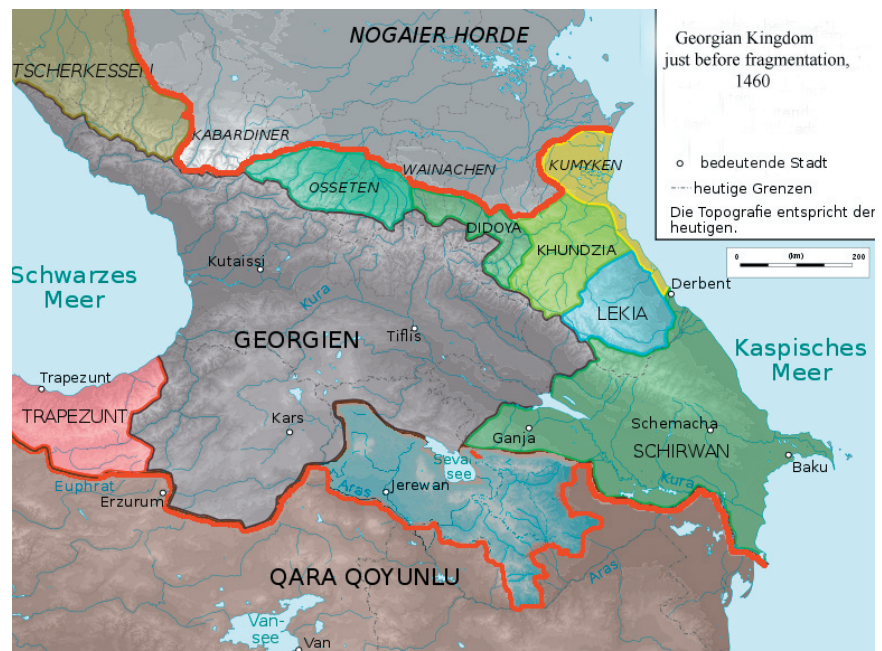 NOGAIER HORDE
Georgian Kingdom
just before fragmentation,
1460
TSCHERKESSEN
KABARDINER
WAINACHEN
KUMYKEN
bedeutende Stadt
heutige Grenzen
Die Topografie entspricht der
heutigen.
OSSETEN
DIDOYA
KHUNDZIA
0
(km)
200
Schwarzes
Meer
Kutaissi
Kura
Derbent
LEKIA
GEORGIEN
Tiflis
Kaspisches
Meer
Trapezunt
TRAPEZUNT
Kars
Ganja
Schemacha
SCHIRWAN
Sevan
see
Baku
Euphrat
Erzurum
Aras
Jerewan
Kura
QARA QOYUNLU
Aras
Van-
see
Van